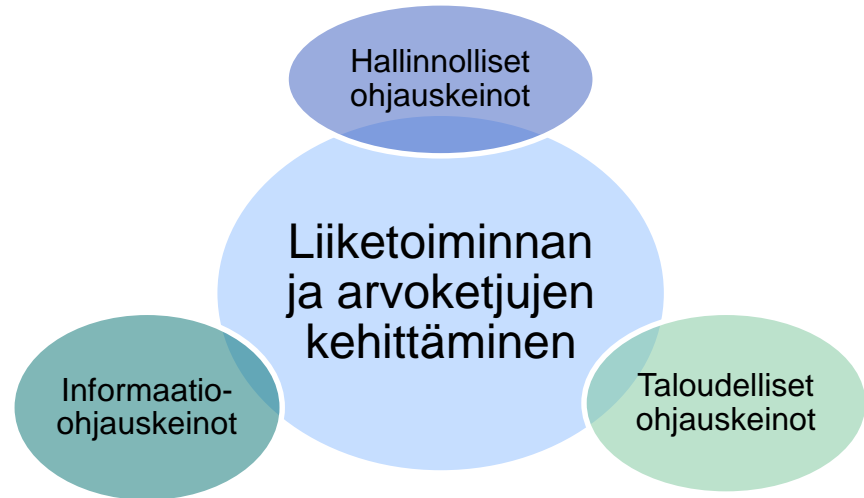 Hallinnolliset
ohjauskeinot
Liiketoiminnan
ja arvoketjujen
kehittäminen
Informaatio-
ohjauskeinot
Taloudelliset
ohjauskeinot